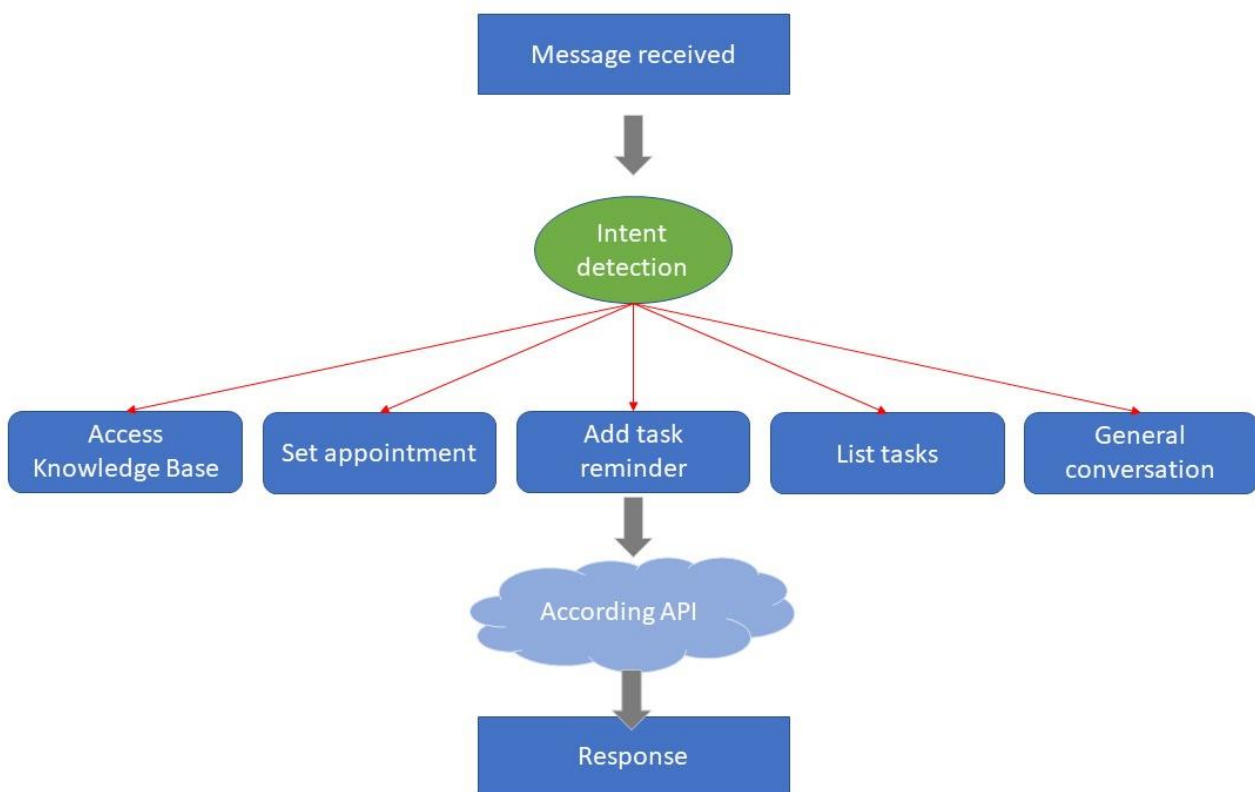 Message received
Intent
detection
Access
Knowledge Base
Set appointment
Add task
reminder
List tasks
General
conversation
According API
Response